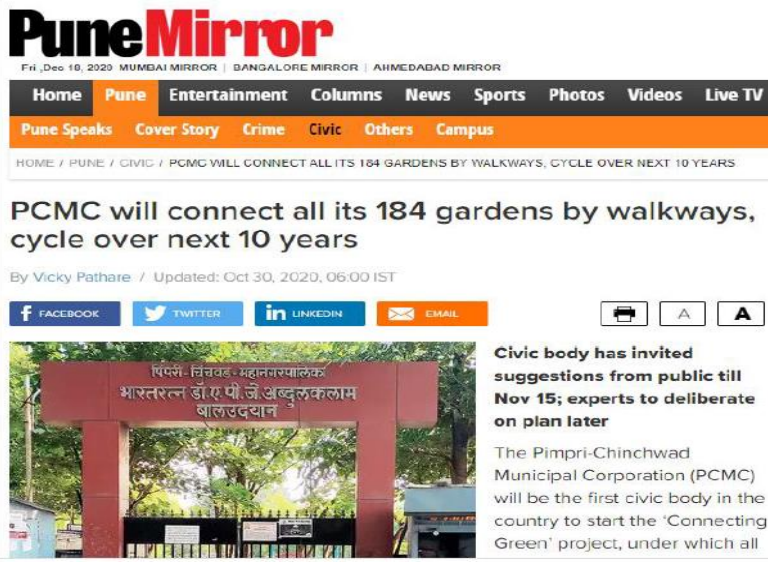 PuneMirror
Fri ,Dec 18, 2020 MUMBAI MIRROR | BANGALORE MIRROR | AHMEDABAD MIRROR
Home Pune Entertainment Columns News Sports Photos Videos Live TV
Pune Speaks Cover Story Crime Civic Others Campus
HOME / PUNE / CIVIC / PCMC WILL CONNECT ALL ITS 184 GARDENS BY WALKWAYS, CYCLE OVER NEXT 10 YEARS
PCMC will connect all its 184 gardens by walkways,
cycle over next 10 years
By Vicky Pathare / Updated: Oct 30, 2020, 06:00 IST
f FACEBOOK TWITTER in LINKEDIN EMAIL A A
पिंपरी-चिंचवड-महानगरपालिका
भारतरत्न डॉ.ए.पी.जे.अब्दुलकलाम
बालउदयान
Civic body has invited
suggestions from public till
Nov 15; experts to deliberate
on plan later
The Pimpri-Chinchwad
Municipal Corporation (PCMC)
will be the first civic body in the
country to start the ‘Connecting
Green’ project, under which all